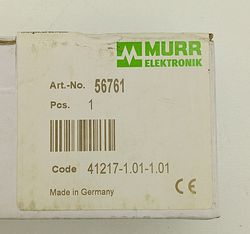 MURR
ELEKTRONIK
Art.-No. 56761
Pos. 1
Code 41217-1.01-1.01
Made in Germany CE